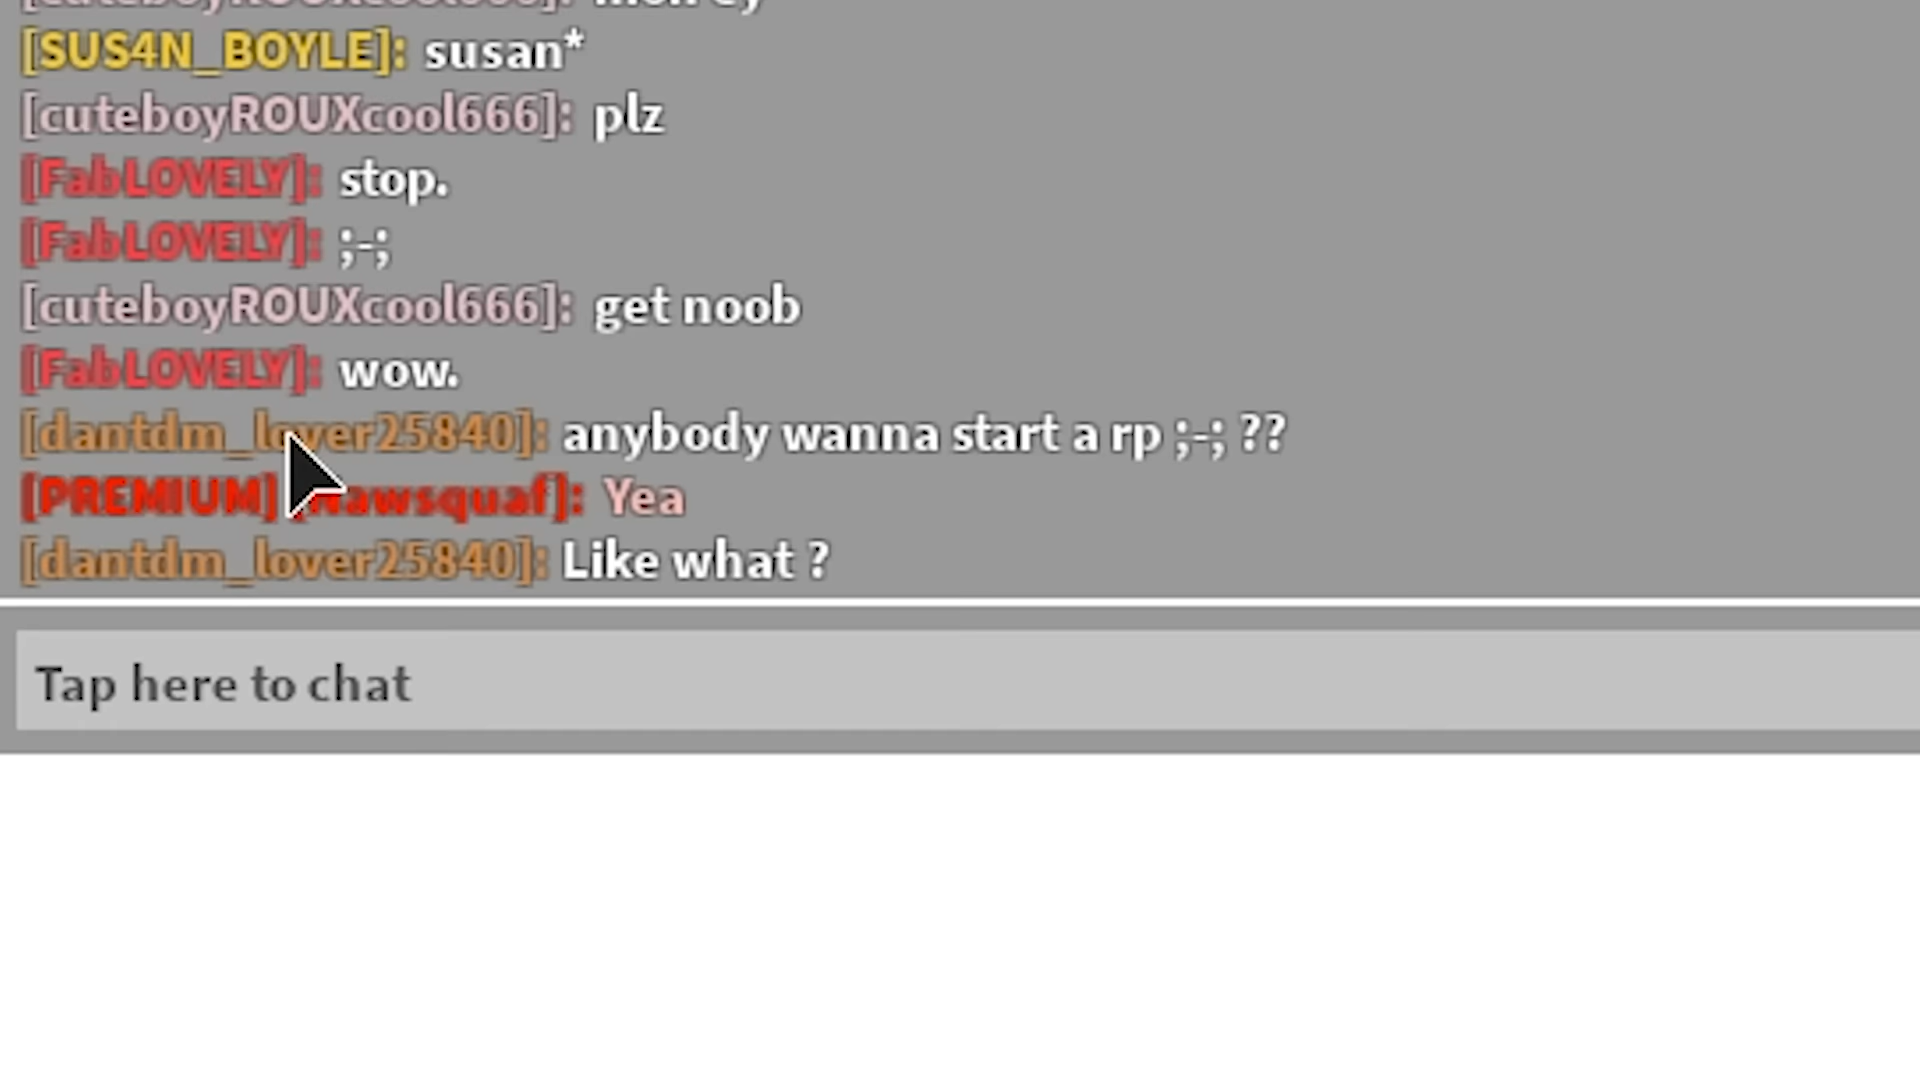 [SUS4N_BOYLE]: susan*
[cuteboyROUXcool666]: plz
[FabLOVELY]: stop.
[FabLOVELY]: ;-;
[cuteboyROUXcool666]: get noob
[FabLOVELY]: wow.
[dantdm_lover25840]: anybody wanna start a rp ;-; ??
[PREMIUM] Yea
[dantdm_lover25840]: Like what ?
Tap here to chat